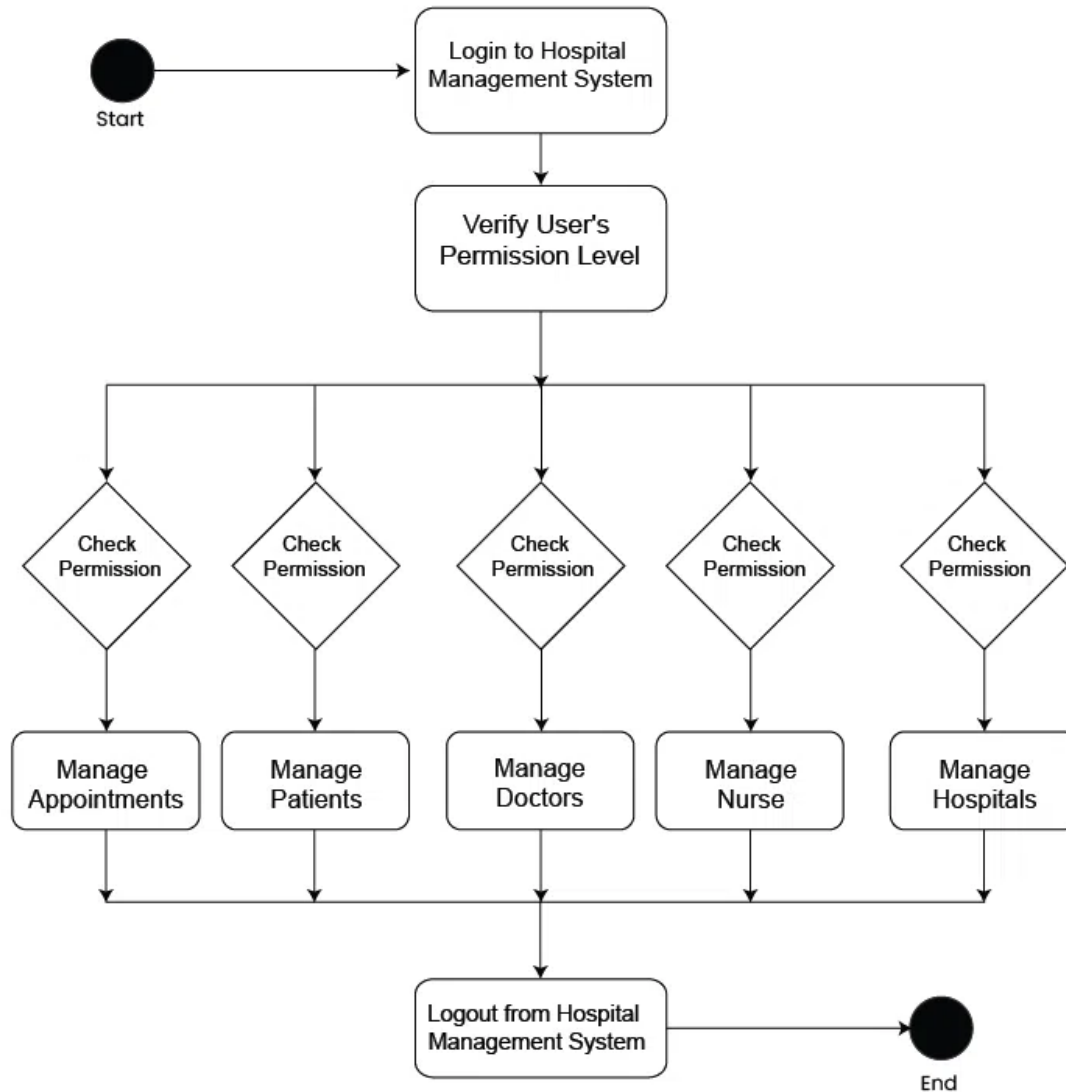 Login to Hospital
Management System
Start
Verify User's
Permission Level
Check
Permission
Check
Permission
Check
Permission
Check
Permission
Check
Permission
Manage
Appointments
Manage
Patients
Manage
Doctors
Manage
Nurse
Manage
Hospitals
Logout from Hospital
Management System
End